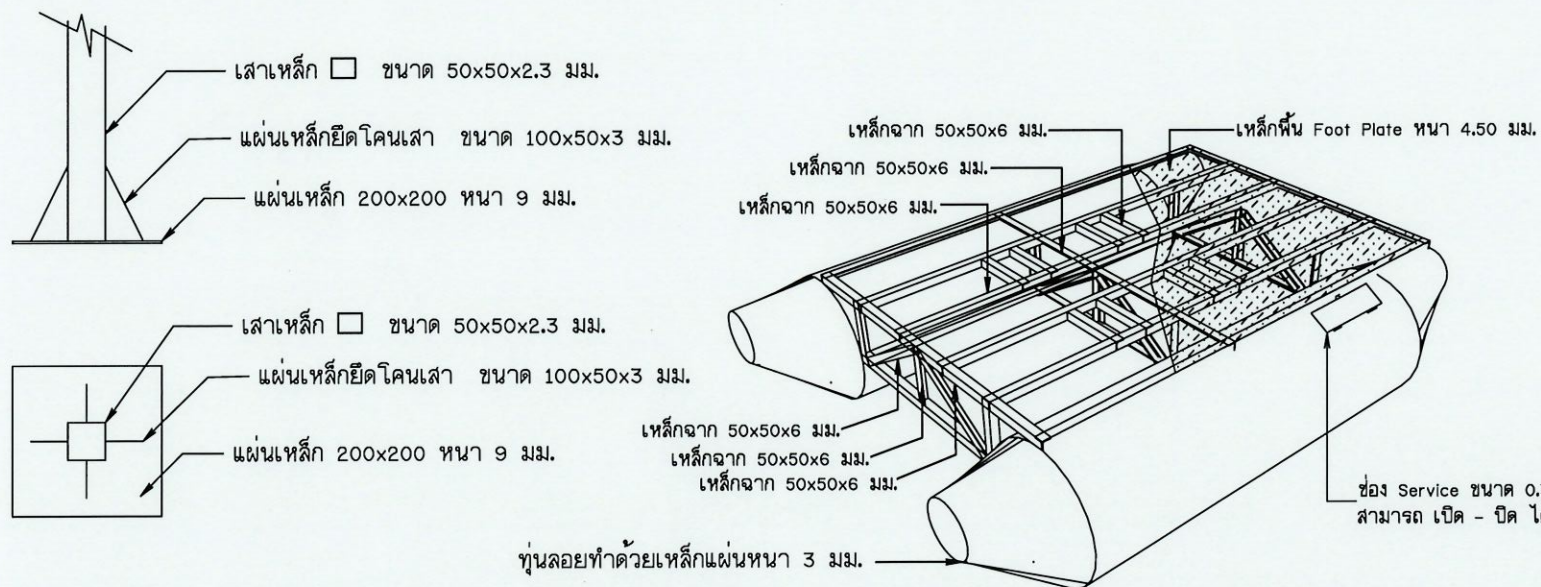 เสาเหล็ก ขนาด 50x50x2.3 มม.
แผ่นเหล็กยึดโคนเสา ขนาด 100x50x3 มม.
แผ่นเหล็ก 200x200 หนา 9 มม.
เสาเหล็ก ขนาด 50x50x2.3 มม.
แผ่นเหล็กยึดโคนเสา ขนาด 100x50x3 มม.
แผ่นเหล็ก 200x200 หนา 9 มม.
เหล็กฉาก 50x50x6 มม.
เหล็กพื้น Foot Plate หนา 4.50 มม.
เหล็กฉาก 50x50x6 มม.
เหล็กฉาก 50x50x6 มม.
เหล็กฉาก 50x50x6 มม.
เหล็กฉาก 50x50x6 มม.
เหล็กฉาก 50x50x6 มม.
ช่อง Service ขนาด
สามารถ เปิด - ปิด
ทุ่นลอยทำด้วยเหล็กแผ่นหนา 3 มม.